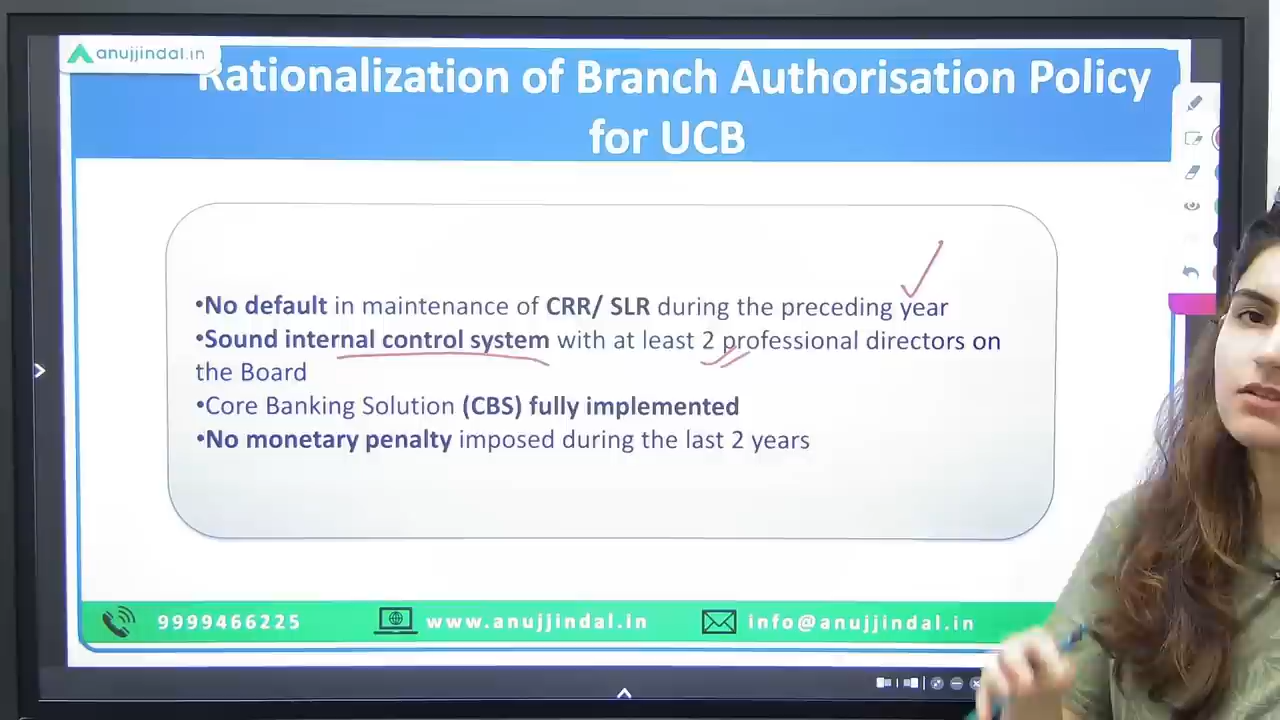 anujjindal.in
Rationalization of Branch Authorisation Policy
for UCB
•No default in maintenance of CRR/ SLR during the preceding year
•Sound internal control system with at least 2 professional directors on
the Board
•Core Banking Solution (CBS) fully implemented
•No monetary penalty imposed during the last 2 years
9999466225 www.anujjindal.in info@anujjindal.in